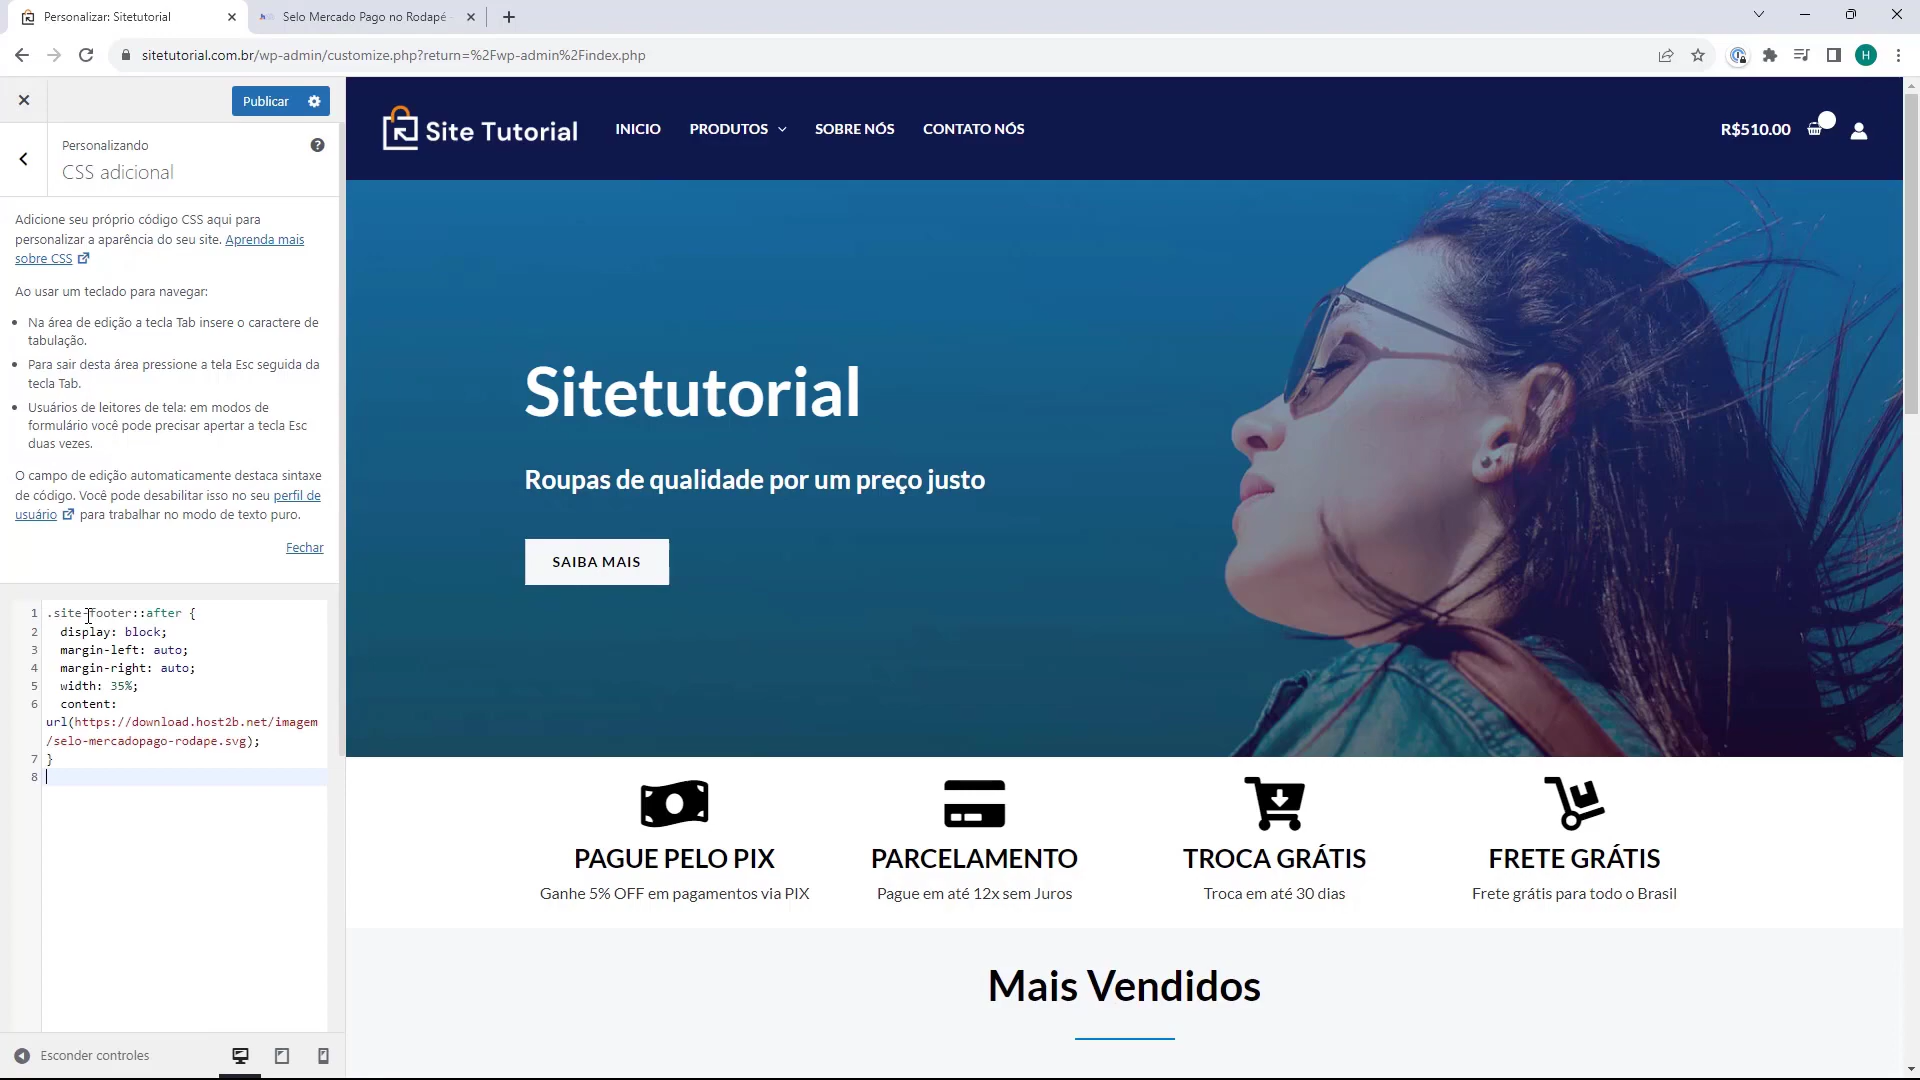 Personalizar: Sitetutorial
Selo Mercado Pago no Rodapé
sitetutorial.com.br/wp-admin/customize.php?return=%2Fwp-admin%2Findex.php
H
Publicar
Personalizando
CSS adicional
Adicione seu próprio código CSS aqui para
personalizar a aparência do seu site. Aprenda mais
sobre CSS
Ao usar um teclado para navegar:
• Na área de edição a tecla Tab insere o caractere de
tabulação.
• Para sair desta área pressione a tela Esc seguida da
tecla Tab.
• Usuários de leitores de tela: em modos de
formulário você pode precisar apertar a tecla Esc
duas vezes.
O campo de edição automaticamente destaca sintaxe
de código. Você pode desabilitar isso no seu perfil de
usuário para trabalhar no modo de texto puro.
Fechar
1 .site-footer::after {
2 display: block;
3 margin-left: auto;
4 margin-right: auto;
5 width: 35%;
6 content:
url(https://download.host2b.net/imagem
/selo-mercadopago-rodape.svg);
7 }
8
Esconder controles
Site Tutorial
INICIO PRODUTOS SOBRE NÓS CONTATO NÓS
R$510.00
Sitetutorial
Roupas de qualidade por um preço justo
SAIBA MAIS
PAGUE PELO PIX
Ganhe 5% OFF em pagamentos via PIX
PARCELAMENTO
Pague em até 12x sem Juros
TROCA GRÁTIS
Troca em até 30 dias
FRETE GRÁTIS
Frete grátis para todo o Brasil
Mais Vendidos